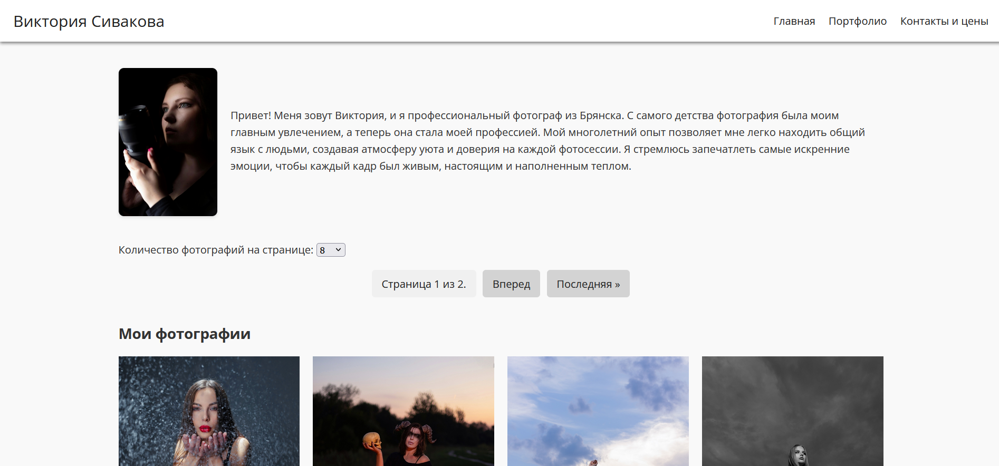 Виктория Сивакова
Главная Портфолио Контакты и цены
Привет! Меня зовут Виктория, и я профессиональный фотограф из Брянска. С самого детства фотография была моим
главным увлечением, а теперь она стала моей профессией. Мой многолетний опыт позволяет мне легко находить общий
язык с людьми, создавая атмосферу уюта и доверия на каждой фотосессии. Я стремлюсь запечатлеть самые искренние
эмоции, чтобы каждый кадр был живым, настоящим и наполненным теплом.
Количество фотографий на странице: 8
Страница 1 из 2. Вперед Последняя »
Мои фотографии